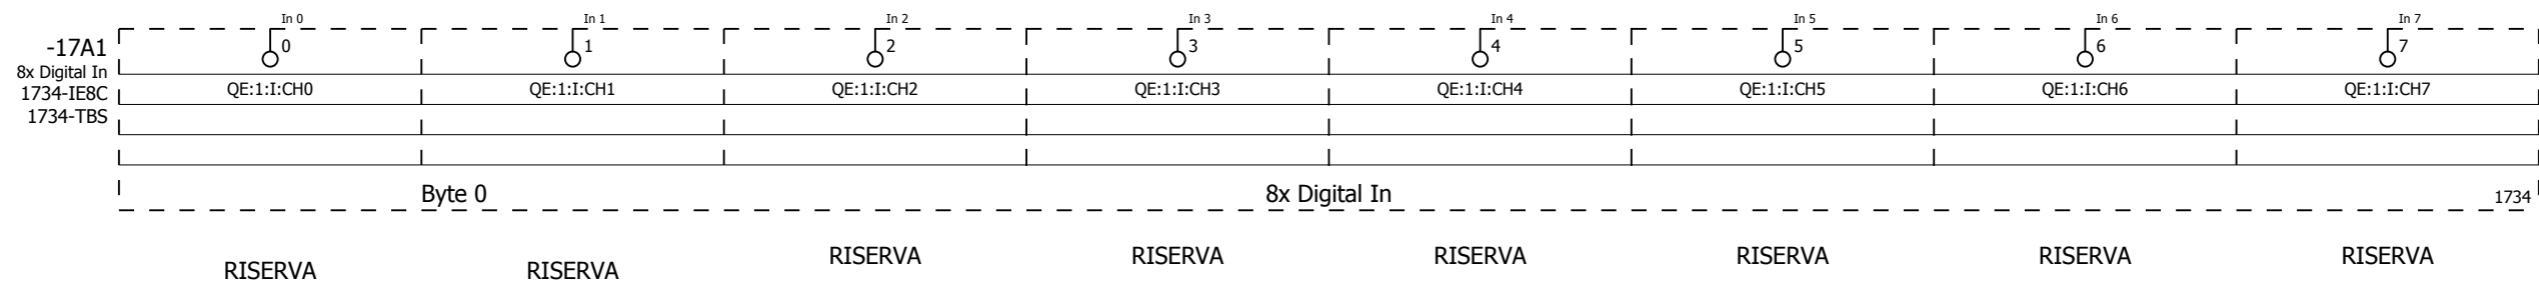 In 0 In 1 In 2 In 3 In 4 In 5 In 6 In 7
-17A1 0 1 2 3 4 5 6 7
8x Digital In
1734-IE8C QE:1:I:CH0 QE:1:I:CH1 QE:1:I:CH2 QE:1:I:CH3 QE:1:I:CH4 QE:1:I:CH5 QE:1:I:CH6 QE:1:I:CH7
1734-TBS
Byte 0 8x Digital In 1734
RISERVA RISERVA RISERVA RISERVA RISERVA RISERVA RISERVA RISERVA